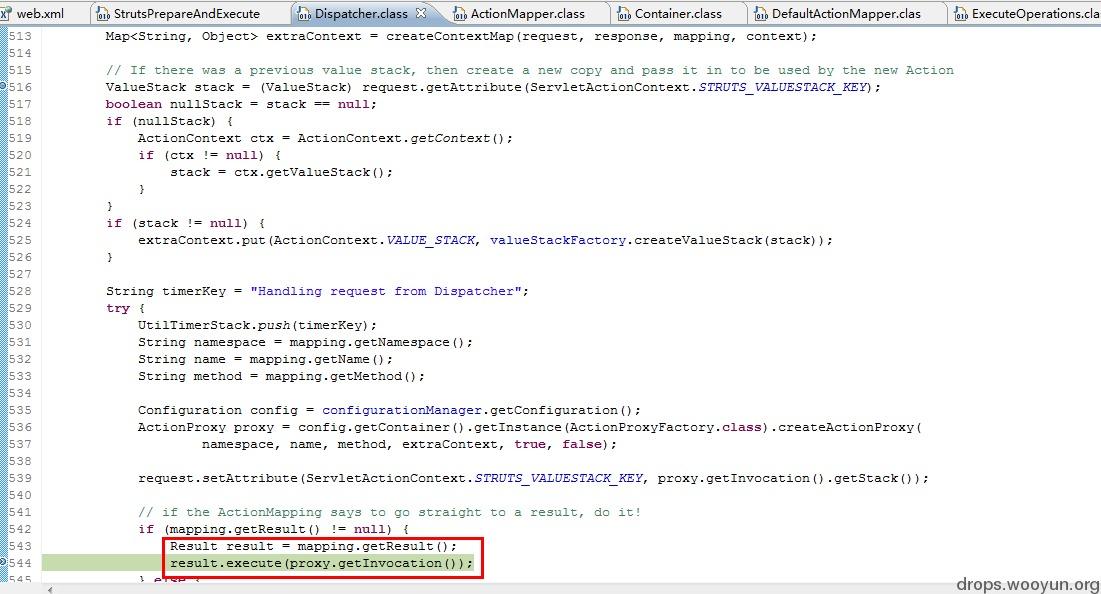 web.xml StrutsPrepareAndExecute Dispatcher.class ActionMapper.class Container.class DefaultActionMapper.clas ExecuteOperations.cla
513 Map<String, Object> extraContext = createContextMap(request, response, mapping, context);
514
515 // If there was a previous value stack, then create a new copy and pass it in to be used by the new Action
516 ValueStack stack = (ValueStack) request.getAttribute(ServletActionContext.STRUTS_VALUESTACK_KEY);
517 boolean nullStack = stack == null;
518 if (nullStack) {
519 ActionContext ctx = ActionContext.getContext();
520 if (ctx != null) {
521 stack = ctx.getValueStack();
522 }
523 }
524 if (stack != null) {
525 extraContext.put(ActionContext.VALUE_STACK, valueStackFactory.createValueStack(stack));
526 }
527
528 String timerKey = "Handling request from Dispatcher";
529 try {
530 UtilTimerStack.push(timerKey);
531 String namespace = mapping.getNamespace();
532 String name = mapping.getName();
533 String method = mapping.getMethod();
534
535 Configuration config = configurationManager.getConfiguration();
536 ActionProxy proxy = config.getContainer().getInstance(ActionProxyFactory.class).createActionProxy(
537 namespace, name, method, extraContext, true, false);
538
539 request.setAttribute(ServletActionContext.STRUTS_VALUESTACK_KEY, proxy.getInvocation().getStack());
540
541 // if the ActionMapping says to go straight to a result, do it!
542 if (mapping.getResult() != null) {
543 Result result = mapping.getResult();
544 result.execute(proxy.getInvocation());
545 } else {
drops.wooyun.org